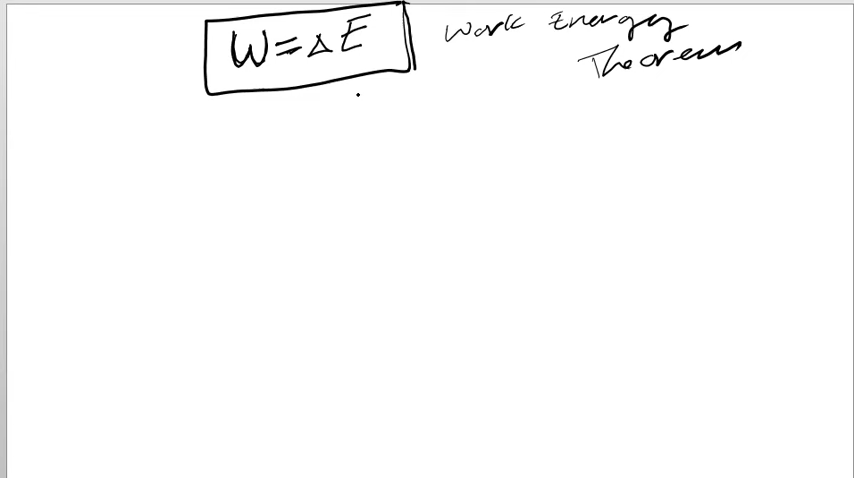 W = ΔE
Work Energy
Theorem